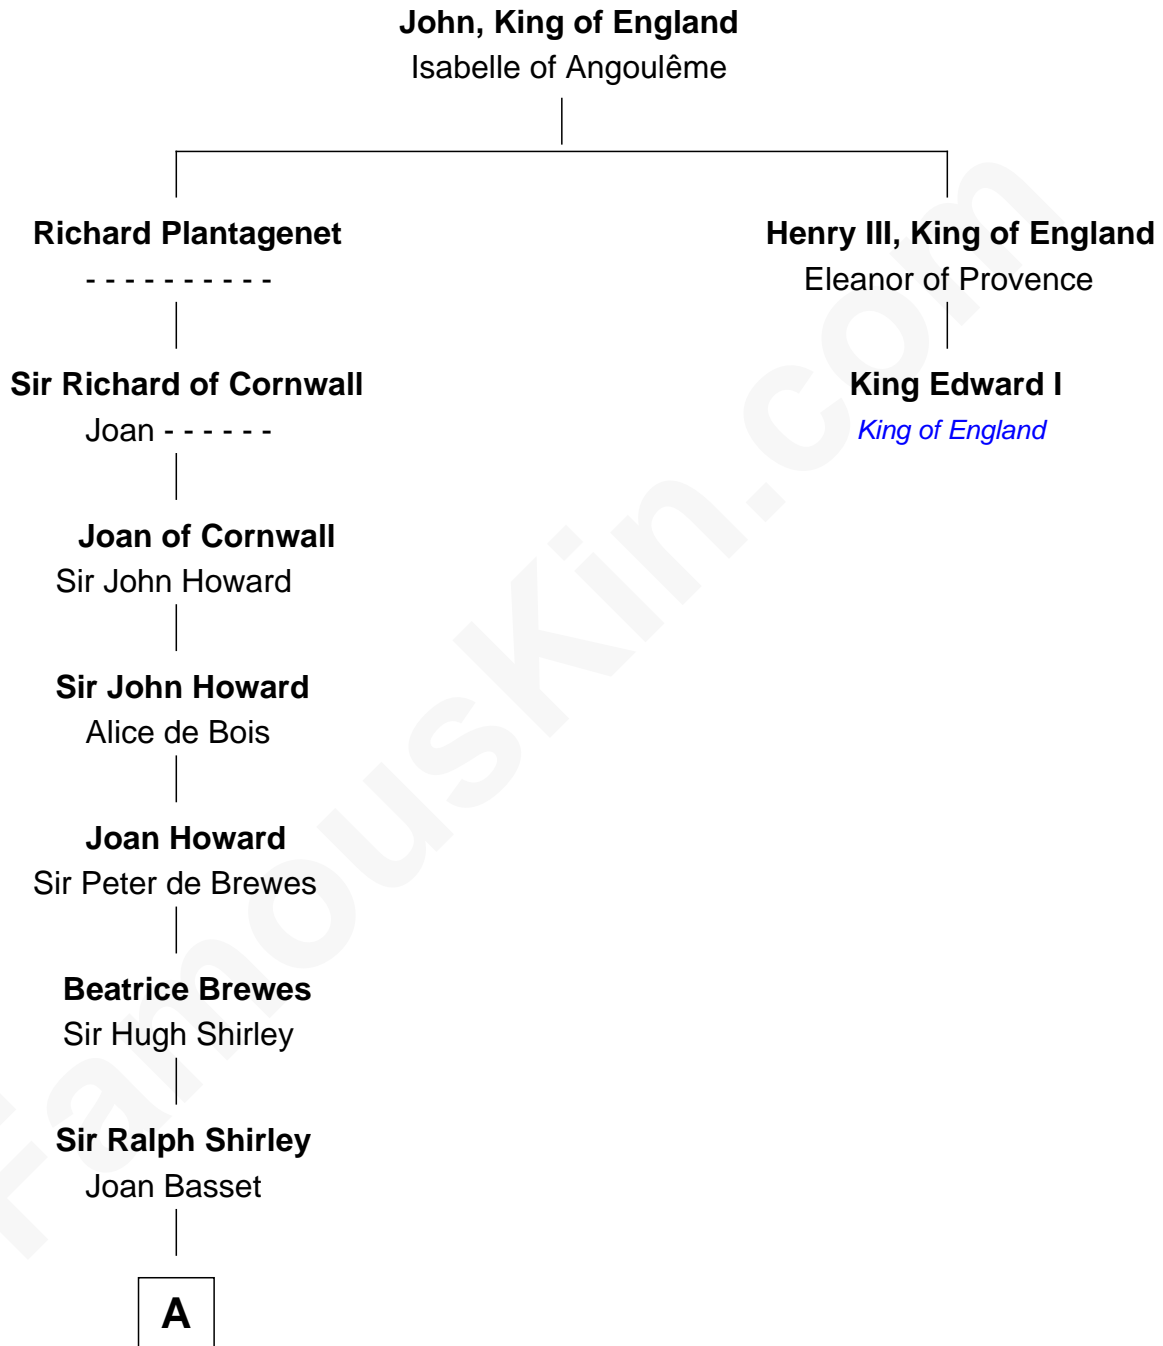 John, King of England
Isabelle of Angoulême
Richard Plantagenet
- - - - - - - - - -
Henry III, King of England
Eleanor of Provence
Sir Richard of Cornwall
Joan - - - - - -
King Edward I
King of England
Joan of Cornwall
Sir John Howard
Sir John Howard
Alice de Bois
Joan Howard
Sir Peter de Brewes
Beatrice Brewes
Sir Hugh Shirley
Sir Ralph Shirley
Joan Basset
A
FamousKin.com